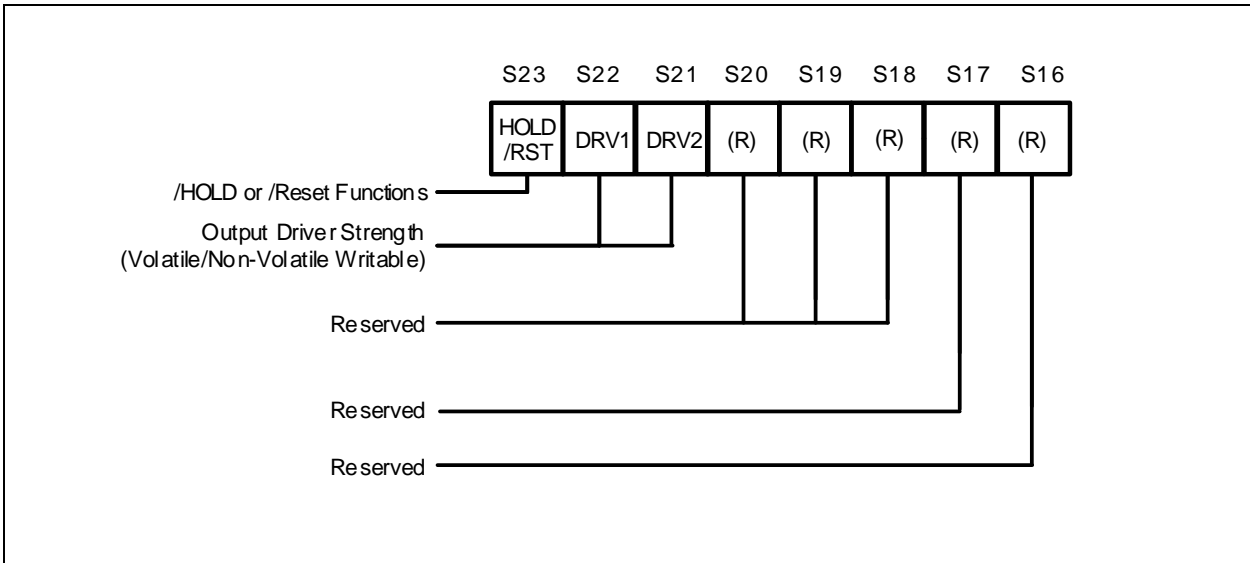 S23 S22 S21 S20 S19 S18 S17 S16
HOLD
/RST DRV1 DRV2 (R) (R) (R) (R) (R)
/HOLD or /Reset Functions
Output Driver Strength
(Volatile/Non-Volatile Writable)
Reserved
Reserved
Reserved